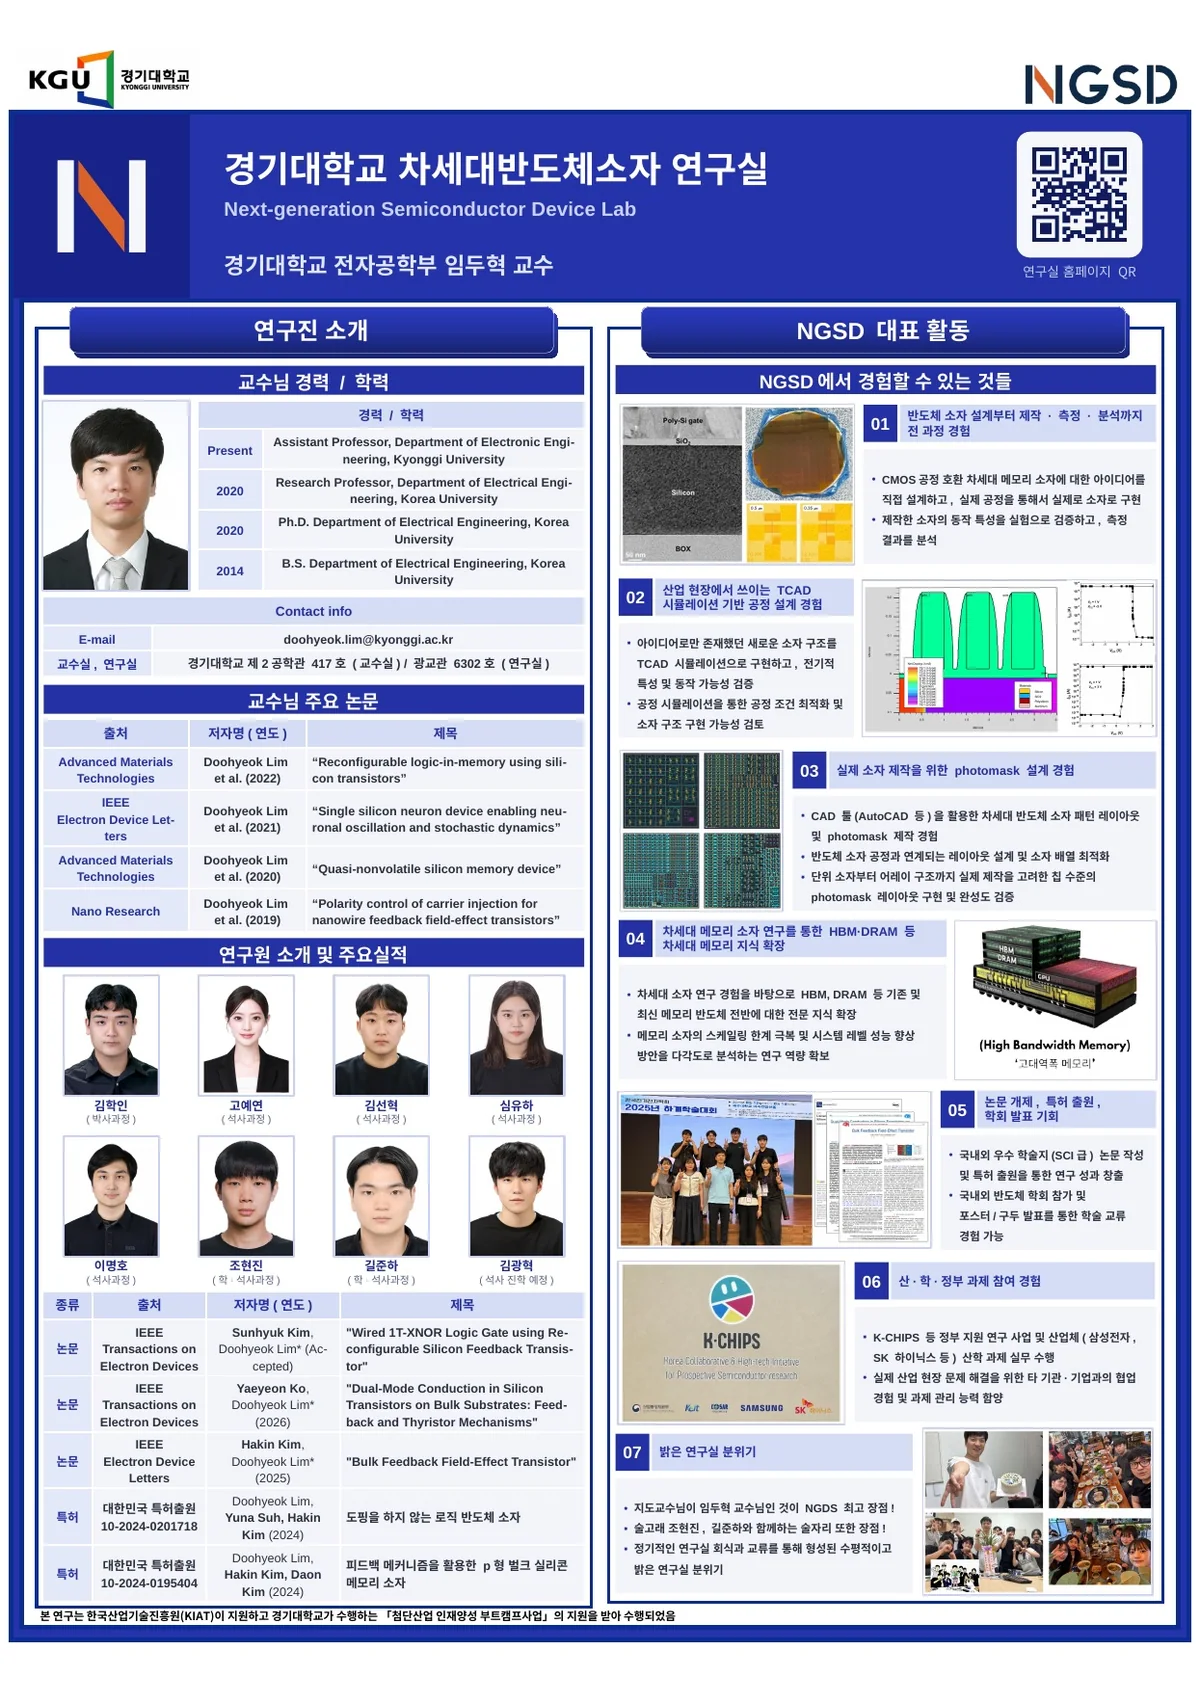 KGU 경기대학교
KYONGGI UNIVERSITY
NGSD
경기대학교 차세대반도체소자 연구실
Next-generation Semiconductor Device Lab
경기대학교 전자공학부 임두혁 교수
연구실 홈페이지 QR
연구진 소개
교수님 경력 / 학력
경력 / 학력
Present
Assistant Professor, Department of Electronic Engi-
neering, Kyonggi University
2020
Research Professor, Department of Electrical Engi-
neering, Korea University
2020
Ph.D. Department of Electrical Engineering, Korea
University
2014
B.S. Department of Electrical Engineering, Korea
University
Contact info
E-mail
doohyeok.lim@kyonggi.ac.kr
교수실 , 연구실
경기대학교 제 2 공학관 417 호 ( 교수실 ) / 광교관 6302 호 ( 연구실 )
교수님 주요 논문
출처
저자명 ( 연도 )
제목
Advanced Materials
Technologies
Doohyeok Lim
et al. (2022)
“Reconfigurable logic-in-memory using sili-
con transistors”
IEEE
Electron Device Let-
ters
Doohyeok Lim
et al. (2021)
“Single silicon neuron device enabling neu-
ronal oscillation and stochastic dynamics”
Advanced Materials
Technologies
Doohyeok Lim
et al. (2020)
“Quasi-nonvolatile silicon memory device”
Nano Research
Doohyeok Lim
et al. (2019)
“Polarity control of carrier injection for
nanowire feedback field-effect transistors”
연구원 소개 및 주요실적
김학인
( 박사과정 )
고예연
( 석사과정 )
김선혁
( 석사과정 )
심유하
( 석사과정 )
이명호
( 석사과정 )
조현진
( 학 · 석사과정 )
길준하
( 학 · 석사과정 )
김광혁
( 석사 진학 예정 )
종류
출처
저자명 ( 연도 )
제목
논문
IEEE
Transactions on
Electron Devices
Sunhyuk Kim,
Doohyeok Lim* (Ac-
cepted)
"Wired 1T-XNOR Logic Gate using Re-
configurable Silicon Feedback Transis-
tor"
논문
IEEE
Transactions on
Electron Devices
Yaeyeon Ko,
Doohyeok Lim*
(2026)
"Dual-Mode Conduction in Silicon
Transistors on Bulk Substrates: Feed-
back and Thyristor Mechanisms"
논문
IEEE
Electron Device
Letters
Hakin Kim,
Doohyeok Lim*
(2025)
"Bulk Feedback Field-Effect Transistor"
특허
대한민국 특허출원
10-2024-0201718
Doohyeok Lim,
Yuna Suh, Hakin
Kim (2024)
도핑을 하지 않는 로직 반도체 소자
특허
대한민국 특허출원
10-2024-0195404
Doohyeok Lim,
Hakin Kim, Daon
Kim (2024)
피드백 메커니즘을 활용한 p 형 벌크 실리콘
메모리 소자
본 연구는 한국산업기술진흥원(KIAT)이 지원하고 경기대학교가 수행하는 「첨단산업 인재양성 부트캠프사업」의 지원을 받아 수행되었음
NGSD 대표 활동
NGSD 에서 경험할 수 있는 것들
Poly-Si gate
SiO2
Silicon
BOX
50 nm
01
반도체 소자 설계부터 제작 · 측정 · 분석까지
전 과정 경험
• CMOS 공정 호환 차세대 메모리 소자에 대한 아이디어를
직접 설계하고 , 실제 공정을 통해서 실제로 소자로 구현
• 제작한 소자의 동작 특성을 실험으로 검증하고 , 측정
결과를 분석
02
산업 현장에서 쓰이는 TCAD
시뮬레이션 기반 공정 설계 경험
• 아이디어로만 존재했던 새로운 소자 구조를
TCAD 시뮬레이션으로 구현하고 , 전기적
특성 및 동작 가능성 검증
• 공정 시뮬레이션을 통한 공정 조건 최적화 및
소자 구조 구현 가능성 검토
03
실제 소자 제작을 위한 photomask 설계 경험
• CAD 툴 (AutoCAD 등 ) 을 활용한 차세대 반도체 소자 패턴 레이아웃
및 photomask 제작 경험
• 반도체 소자 공정과 연계되는 레이아웃 설계 및 소자 배열 최적화
• 단위 소자부터 어레이 구조까지 실제 제작을 고려한 칩 수준의
photomask 레이아웃 구현 및 완성도 검증
04
차세대 메모리 소자 연구를 통한 HBM·DRAM 등
차세대 메모리 지식 확장
• 차세대 소자 연구 경험을 바탕으로 HBM, DRAM 등 기존 및
최신 메모리 반도체 전반에 대한 전문 지식 확장
• 메모리 소자의 스케일링 한계 극복 및 시스템 레벨 성능 향상
방안을 다각도로 분석하는 연구 역량 확보
HBM
DRAM
GPU
(High Bandwidth Memory)
'고대역폭 메모리'
2025년 하계학술대회
05
논문 개제 , 특허 출원 ,
학회 발표 기회
• 국내외 우수 학술지 (SCI 급 ) 논문 작성
및 특허 출원을 통한 연구 성과 창출
• 국내외 반도체 학회 참가 및
포스터 / 구두 발표를 통한 학술 교류
경험 가능
K·CHIPS
Korea Collaborative & High-tech Initiative
for Prospective Semiconductor research
SAMSUNG
SK
06
산 · 학 · 정부 과제 참여 경험
• K-CHIPS 등 정부 지원 연구 사업 및 산업체 ( 삼성전자 ,
SK 하이닉스 등 ) 산학 과제 실무 수행
• 실제 산업 현장 문제 해결을 위한 타 기관 · 기업과의 협업
경험 및 과제 관리 능력 함양
07
밝은 연구실 분위기
• 지도교수님이 임두혁 교수님인 것이 NGDS 최고 장점 !
• 술고래 조현진 , 길준하와 함께하는 술자리 또한 장점 !
• 정기적인 연구실 회식과 교류를 통해 형성된 수평적이고
밝은 연구실 분위기